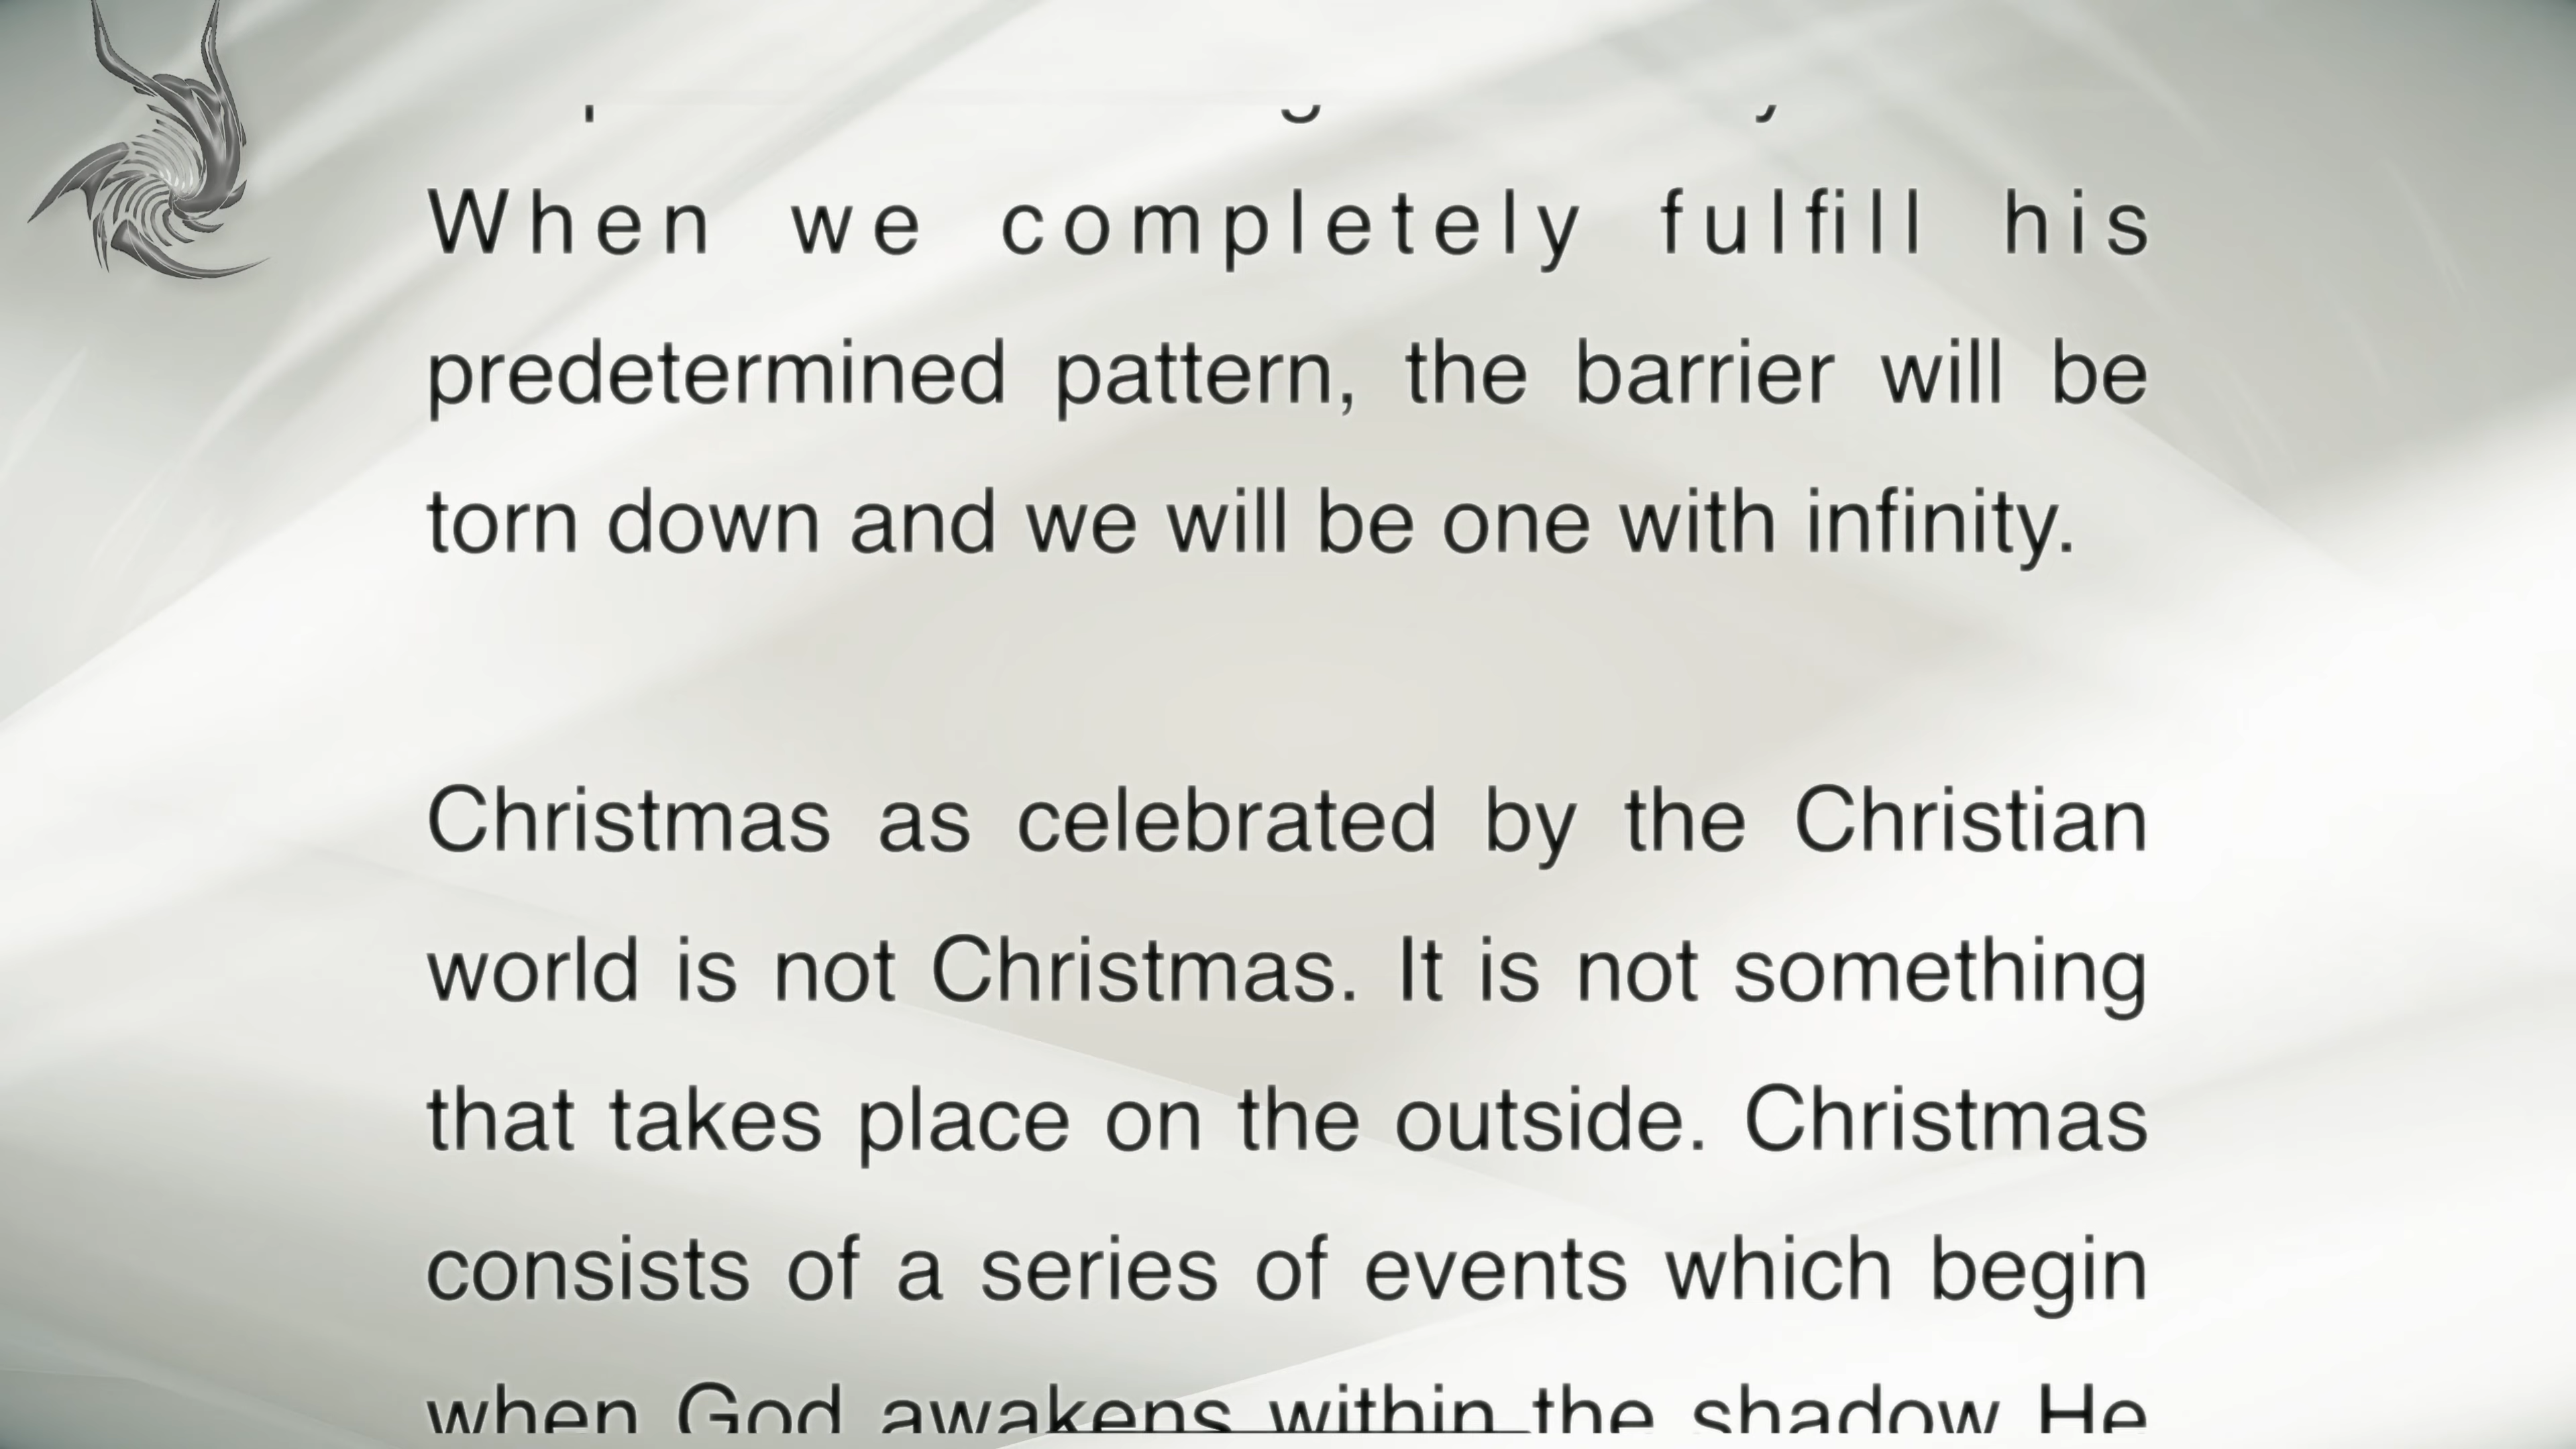 When we completely fulfill his
predetermined pattern, the barrier will be
torn down and we will be one with infinity.
Christmas as celebrated by the Christian
world is not Christmas. It is not something
that takes place on the outside. Christmas
consists of a series of events which begin
when God awakens within the shadow He